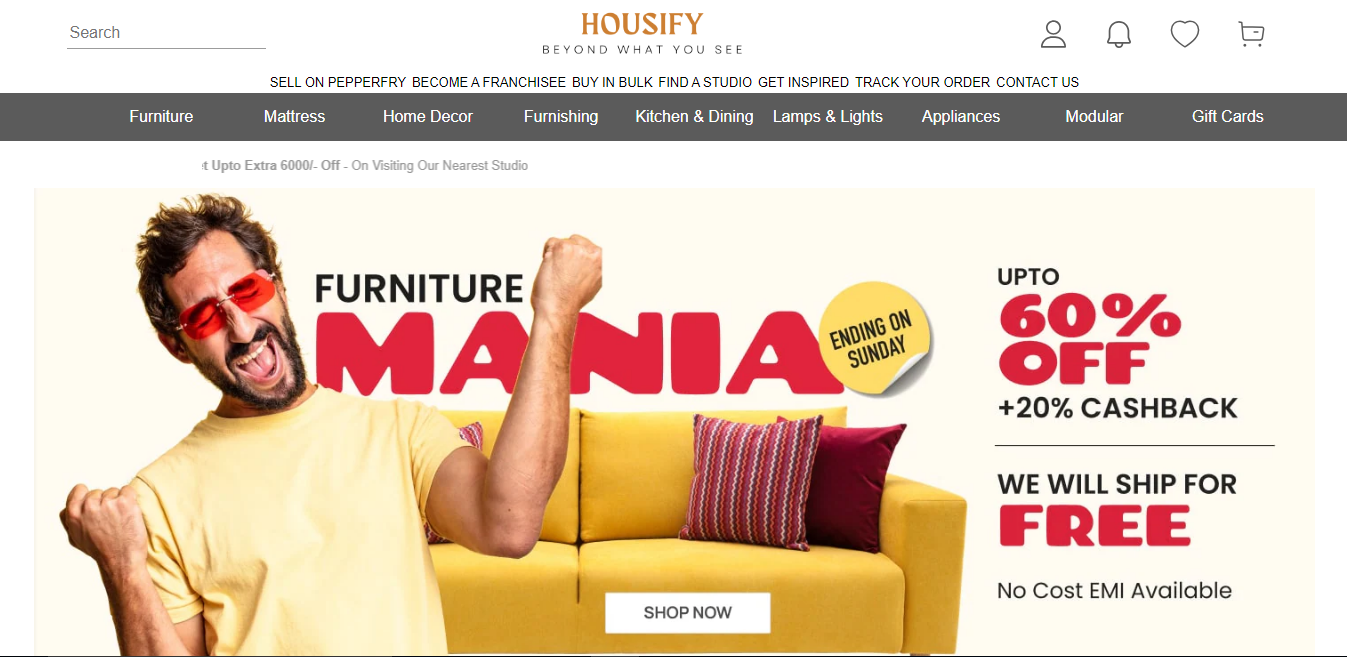 Search
HOUSIFY
BEYOND WHAT YOU SEE
SELL ON PEPPERFRY BECOME A FRANCHISEE BUY IN BULK FIND A STUDIO GET INSPIRED TRACK YOUR ORDER CONTACT US
Furniture Mattress Home Decor Furnishing Kitchen & Dining Lamps & Lights Appliances Modular Gift Cards
Upto Extra 6000/- Off - On Visiting Our Nearest Studio
FURNITURE
MANIA
ENDING ON
SUNDAY
SHOP NOW
UPTO
60%
OFF
+20% CASHBACK
WE WILL SHIP FOR
FREE
No Cost EMI Available